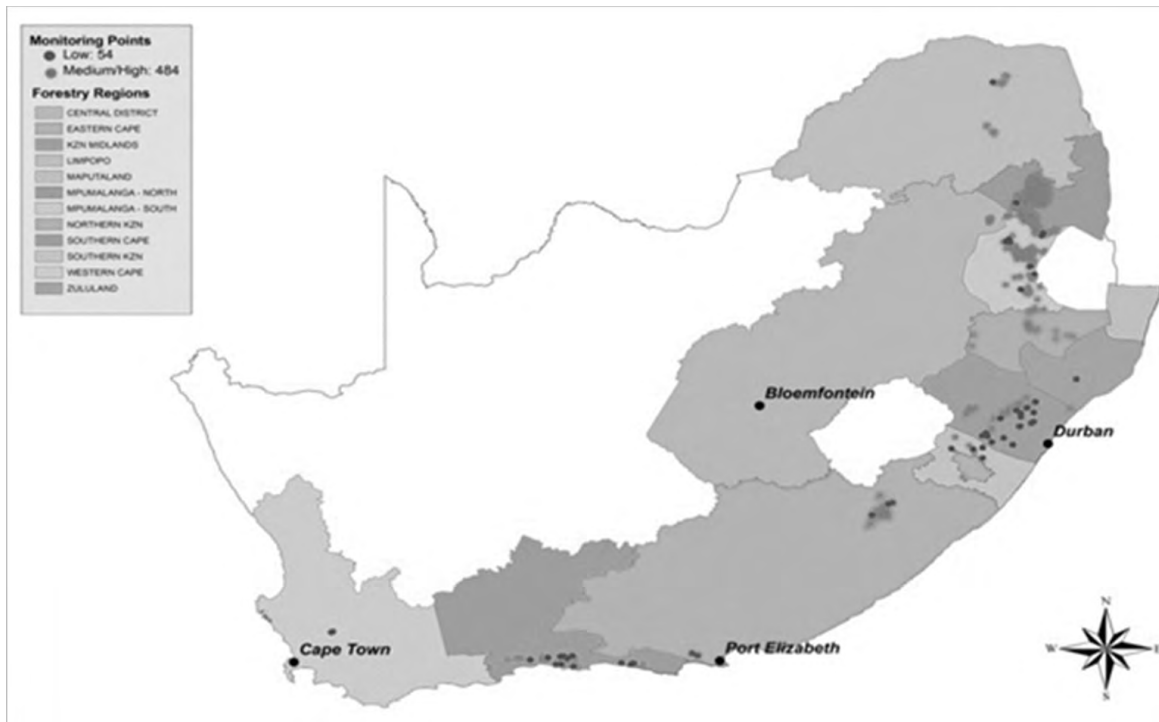 Monitoring Points
Low: 54
Medium/High: 484
Forestry Regions
CENTRAL DISTRICT
EASTERN CAPE
KZN MIDLANDS
LIMPOPO
MAPUTALAND
MPUMALANGA - NORTH
MPUMALANGA - SOUTH
NORTHERN KZN
SOUTHERN CAPE
SOUTHERN KZN
WESTERN CAPE
ZULULAND
Bloemfontein
Durban
Cape Town
Port Elizabeth
N
W E
S